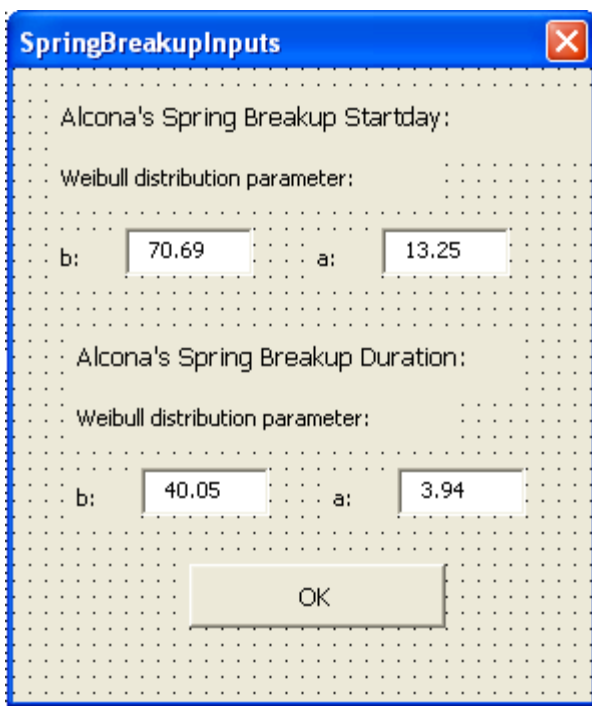 SpringBreakupInputs
Alcona's Spring Breakup Startday:
Weibull distribution parameter:
b: 70.69 a: 13.25
Alcona's Spring Breakup Duration:
Weibull distribution parameter:
b: 40.05 a: 3.94
OK